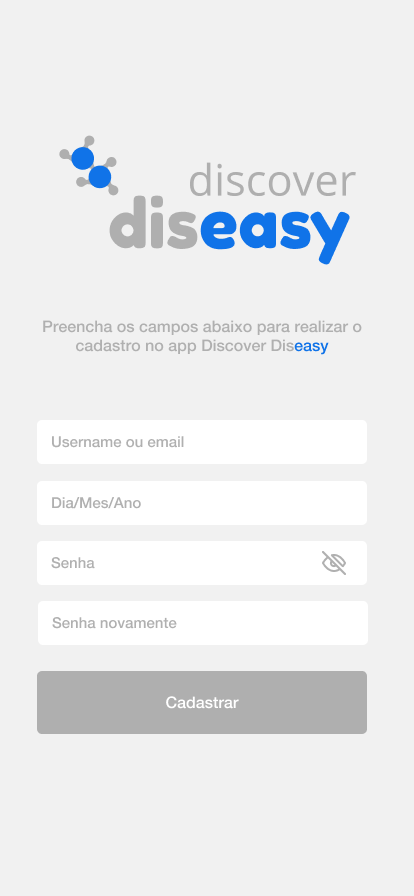 discover
diseasy
Preencha os campos abaixo para realizar o
cadastro no app Discover Diseasy
Username ou email
Dia/Mes/Ano
Senha
Senha novamente
Cadastrar